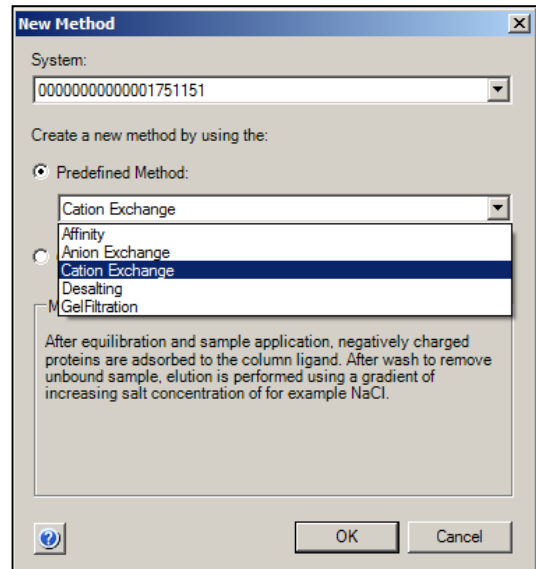 New Method
System:
00000000000001751151
Create a new method by using the:
Predefined Method:
Cation Exchange
Affinity
Anion Exchange
Cation Exchange
Desalting
GelFiltration
After equilibration and sample application, negatively charged
proteins are adsorbed to the column ligand. After wash to remove
unbound sample, elution is performed using a gradient of
increasing salt concentration of for example NaCl.
OK Cancel